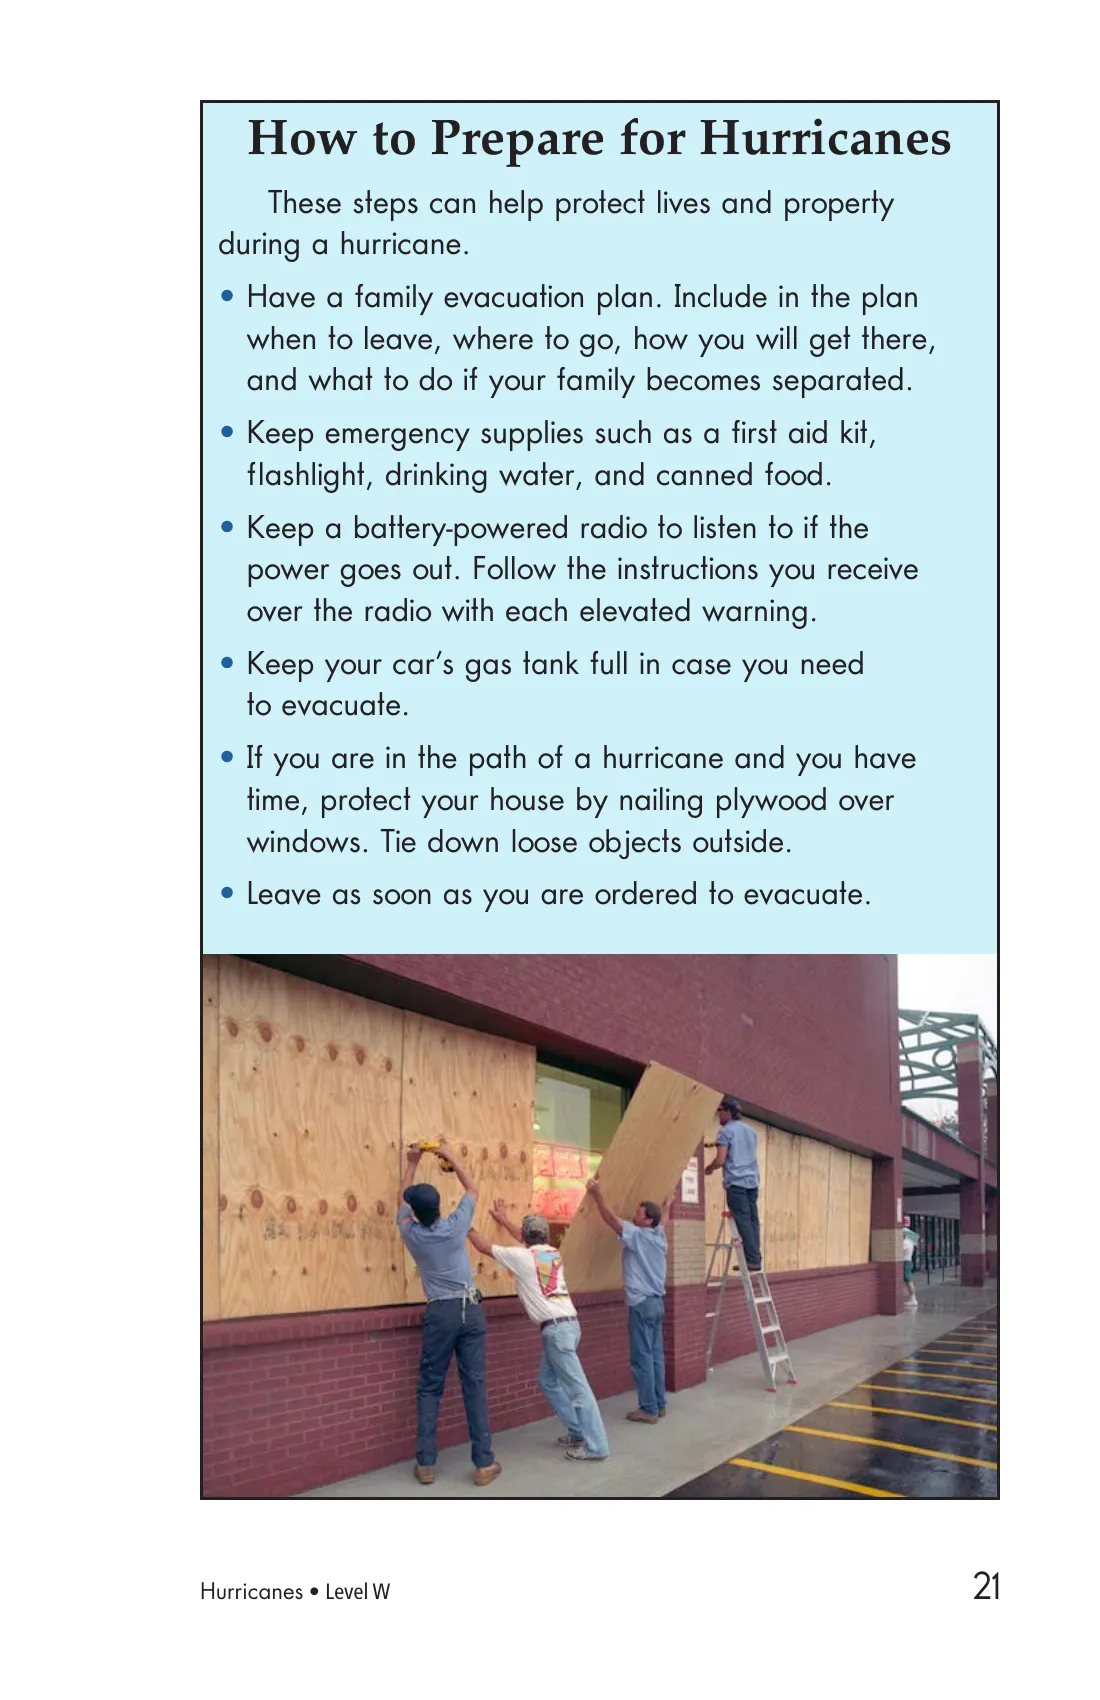 How to Prepare for Hurricanes
These steps can help protect lives and property
during a hurricane.
• Have a family evacuation plan. Include in the plan
when to leave, where to go, how you will get there,
and what to do if your family becomes separated.
• Keep emergency supplies such as a first aid kit,
flashlight, drinking water, and canned food.
• Keep a battery-powered radio to listen to if the
power goes out. Follow the instructions you receive
over the radio with each elevated warning.
• Keep your car’s gas tank full in case you need
to evacuate.
• If you are in the path of a hurricane and you have
time, protect your house by nailing plywood over
windows. Tie down loose objects outside.
• Leave as soon as you are ordered to evacuate.
Hurricanes • Level W
21